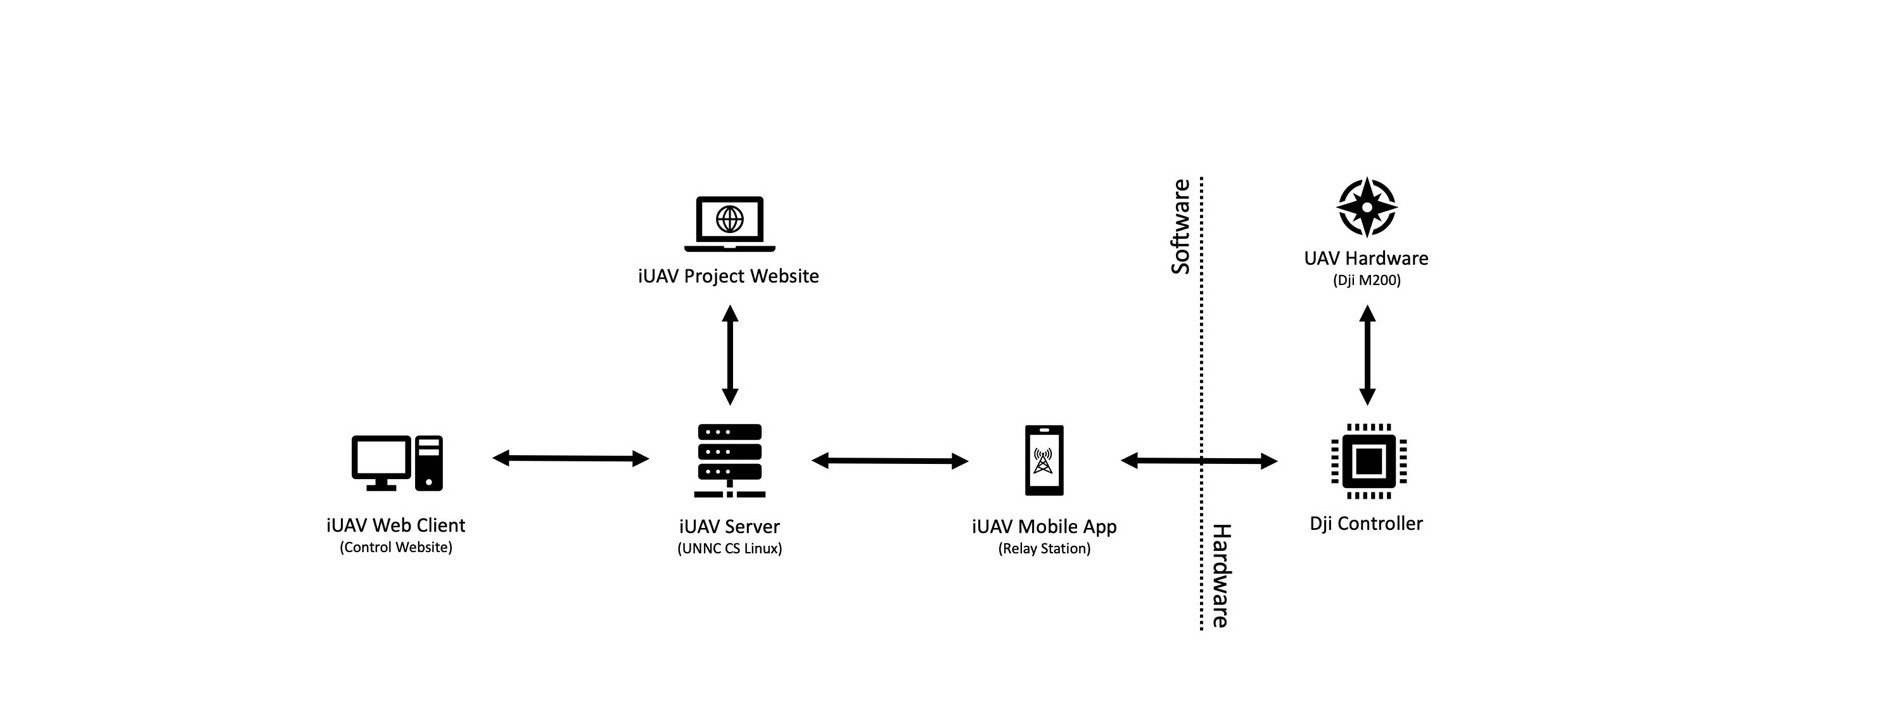 Software
iUAV Project Website
UAV Hardware
(Dji M200)
iUAV Web Client
(Control Website)
iUAV Server
(UNNC CS Linux)
iUAV Mobile App
(Relay Station)
Dji Controller
Hardware